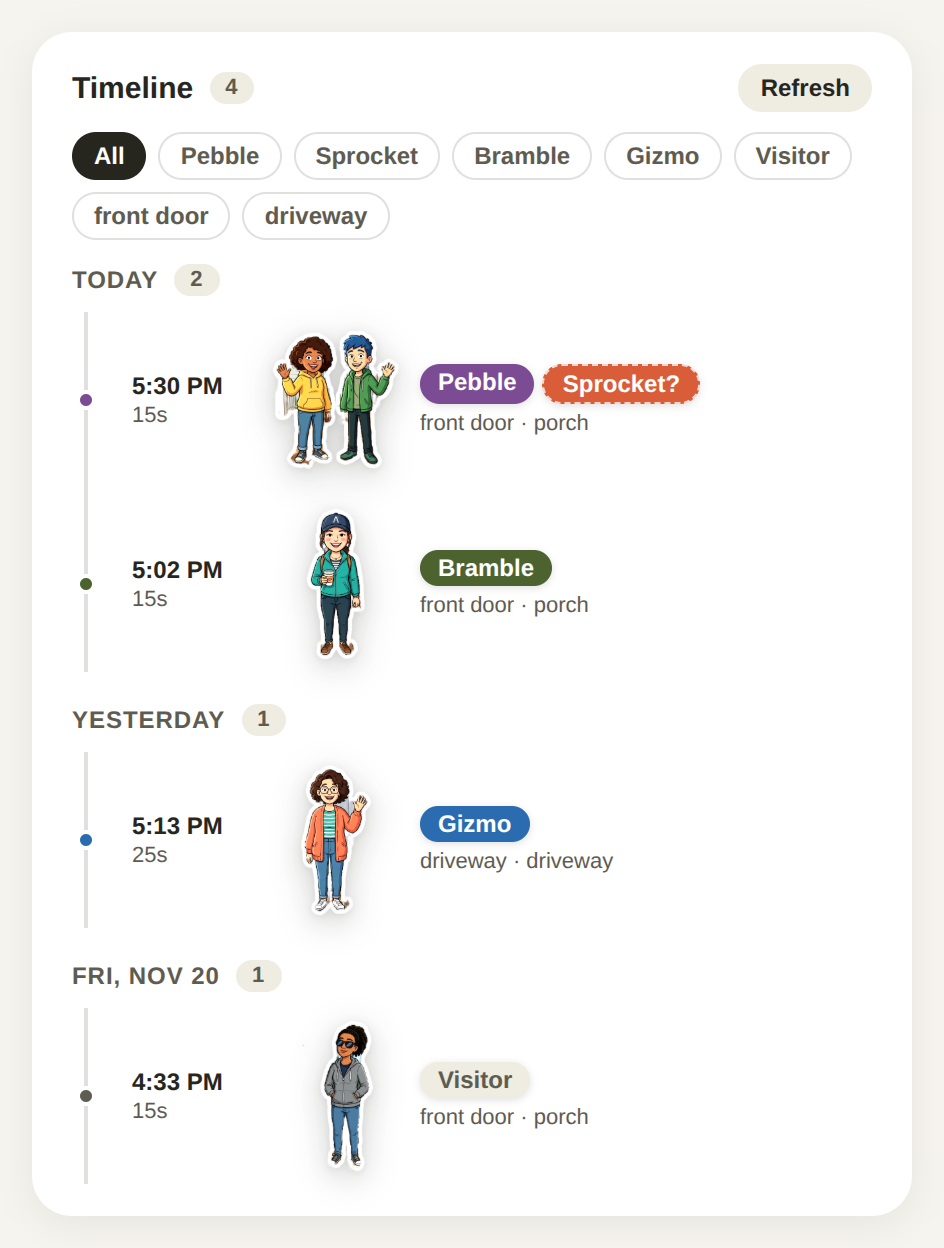 Timeline 4 Refresh
All Pebble Sprocket Bramble Gizmo Visitor
front door driveway
TODAY 2
5:30 PM
15s
Pebble Sprocket?
front door · porch
5:02 PM
15s
A
Bramble
front door · porch
YESTERDAY 1
5:13 PM
25s
Gizmo
driveway · driveway
FRI, NOV 20 1
4:33 PM
15s
Visitor
front door · porch